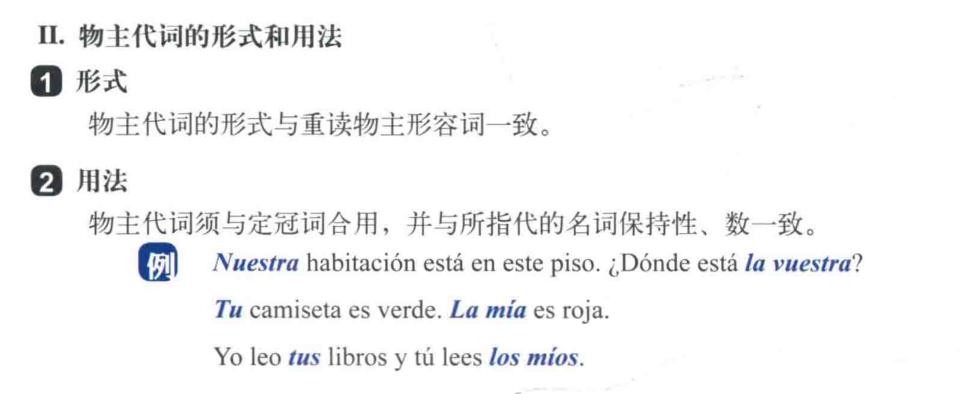 II. 物主代词的形式和用法
1 形式
物主代词的形式与重读物主形容词一致。
2 用法
物主代词须与定冠词合用，并与所指代的名词保持性、数一致。
例 Nuestra habitación está en este piso. ¿Dónde está la vuestra?
Tu camiseta es verde. La mía es roja.
Yo leo tus libros y tú lees los míos.